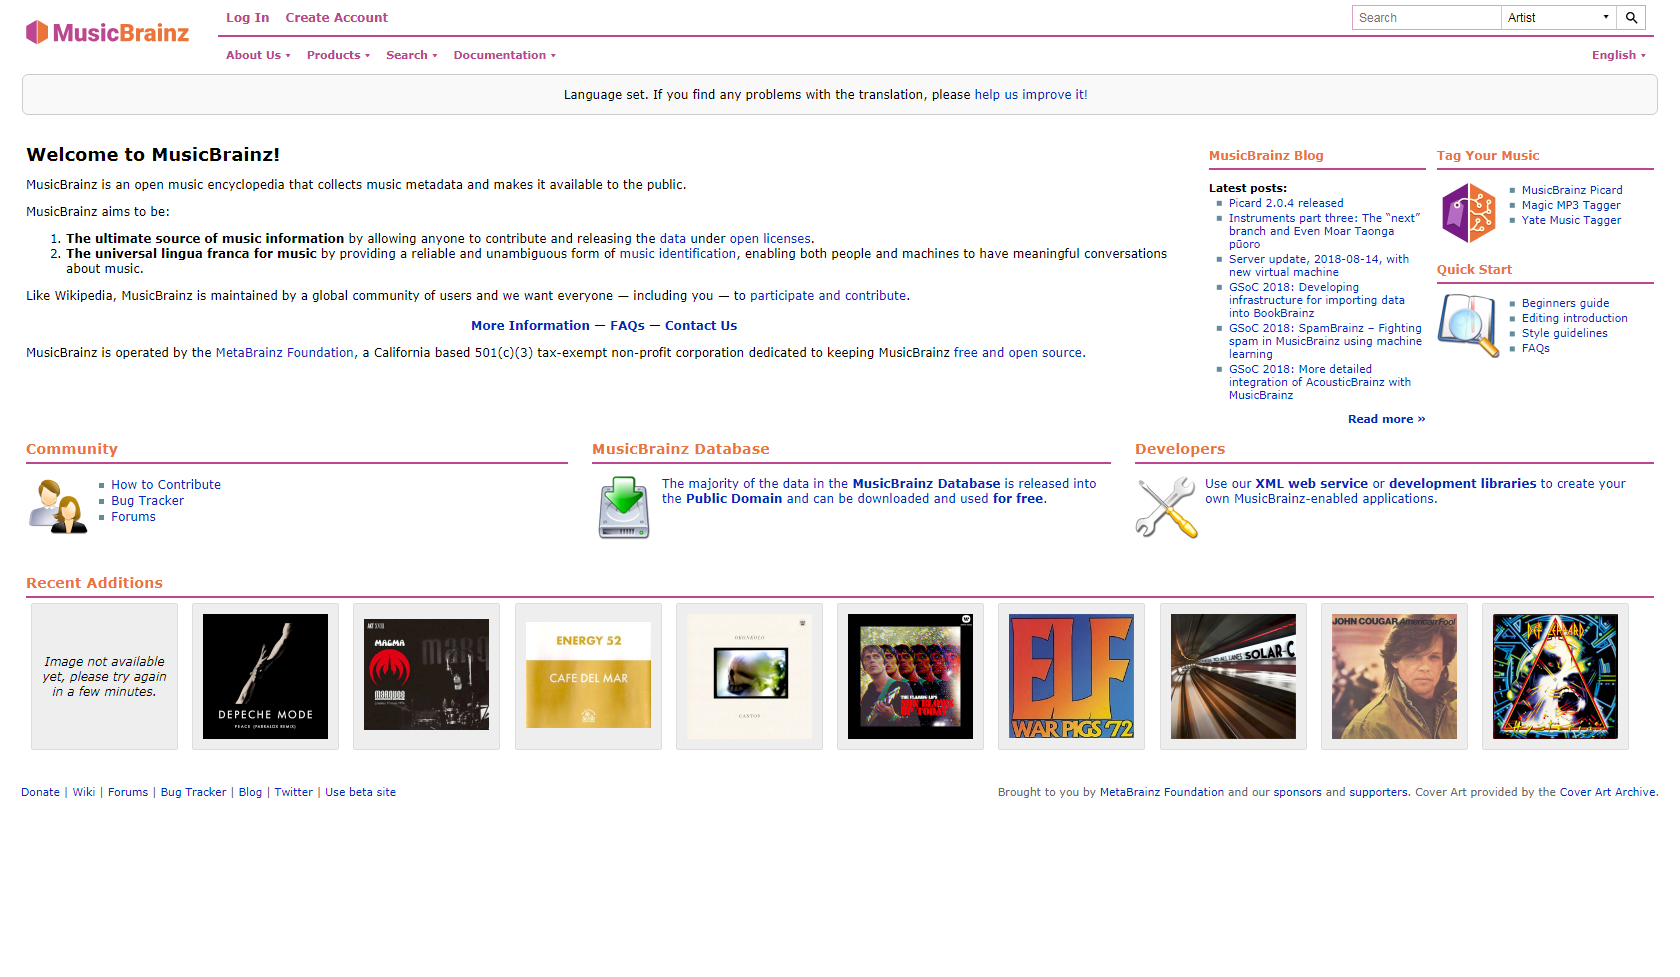 MusicBrainz
Log In Create Account
Search Artist
About Us Products Search Documentation English
Language set. If you find any problems with the translation, please help us improve it!
Welcome to MusicBrainz!
MusicBrainz is an open music encyclopedia that collects music metadata and makes it available to the public.
MusicBrainz aims to be:
1. The ultimate source of music information by allowing anyone to contribute and releasing the data under open licenses.
2. The universal lingua franca for music by providing a reliable and unambiguous form of music identification, enabling both people and machines to have meaningful conversations
about music.
Like Wikipedia, MusicBrainz is maintained by a global community of users and we want everyone — including you — to participate and contribute.
More Information — FAQs — Contact Us
MusicBrainz is operated by the MetaBrainz Foundation, a California based 501(c)(3) tax-exempt non-profit corporation dedicated to keeping MusicBrainz free and open source.
MusicBrainz Blog
Latest posts:
Picard 2.0.4 released
Instruments part three: The “next”
branch and Even Moar Taonga
pūoro
Server update, 2018-08-14, with
new virtual machine
GSoC 2018: Developing
infrastructure for importing data
into BookBrainz
GSoC 2018: SpamBrainz – Fighting
spam in MusicBrainz using machine
learning
GSoC 2018: More detailed
integration of AcousticBrainz with
MusicBrainz
Read more »
Tag Your Music
MusicBrainz Picard
Magic MP3 Tagger
Yate Music Tagger
Quick Start
Beginners guide
Editing introduction
Style guidelines
FAQs
Community
How to Contribute
Bug Tracker
Forums
MusicBrainz Database
The majority of the data in the MusicBrainz Database is released into
the Public Domain and can be downloaded and used for free.
Developers
Use our XML web service or development libraries to create your
own MusicBrainz-enabled applications.
Recent Additions
Image not available
yet, please try again
in a few minutes.
DEPECHE MODE
PEACE (PARRALOX REMIX)
MAGMA
MARQUEE
ENERGY 52
CAFE DEL MAR
OKONKOLO
CANTOS
THE FLAMING LIPS
ELF
WAR PIGS '72
SOLAR-C
JOHN COUGAR American Fool
DEF LEPPARD
Hysteria
Donate | Wiki | Forums | Bug Tracker | Blog | Twitter | Use beta site
Brought to you by MetaBrainz Foundation and our sponsors and supporters. Cover Art provided by the Cover Art Archive.